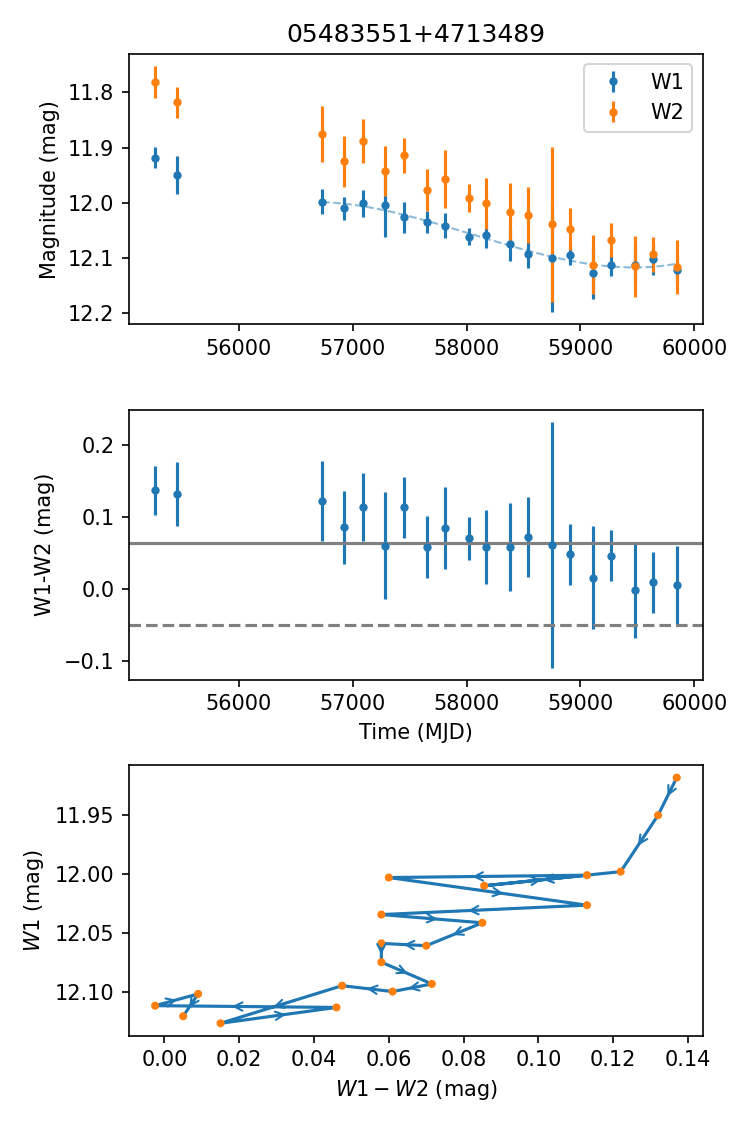 05483551+4713489
Magnitude (mag)
11.8
11.9
12.0
12.1
12.2
W1
W2
56000 57000 58000 59000 60000
W1-W2 (mag)
0.2
0.1
0.0
−0.1
56000 57000 58000 59000 60000
Time (MJD)
W1 (mag)
11.95
12.00
12.05
12.10
0.00 0.02 0.04 0.06 0.08 0.10 0.12 0.14
W1 − W2 (mag)